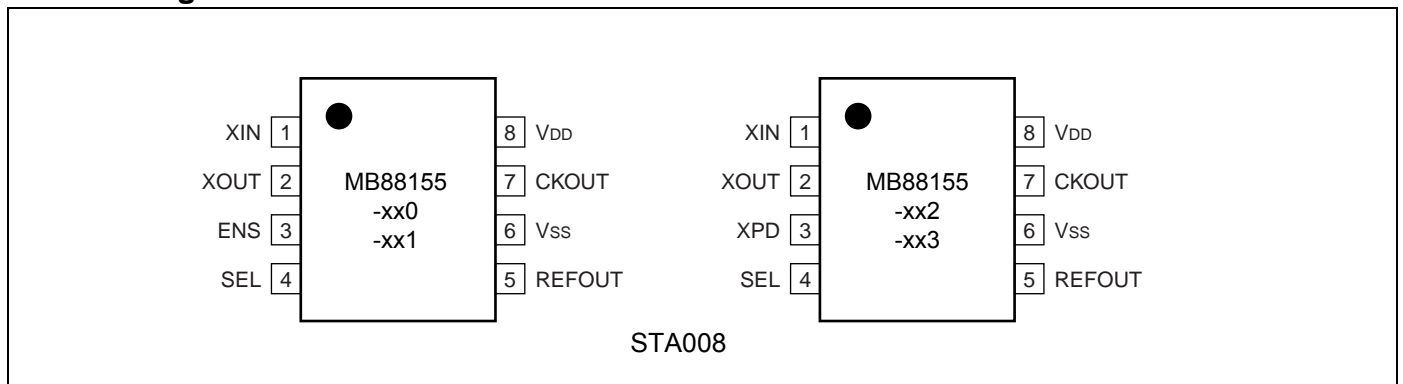 XIN 1
XOUT 2
ENS 3
SEL 4
MB88155
-xx0
-xx1
8 VDD
7 CKOUT
6 Vss
5 REFOUT
XIN 1
XOUT 2
XPD 3
SEL 4
MB88155
-xx2
-xx3
8 VDD
7 CKOUT
6 Vss
5 REFOUT
STA008